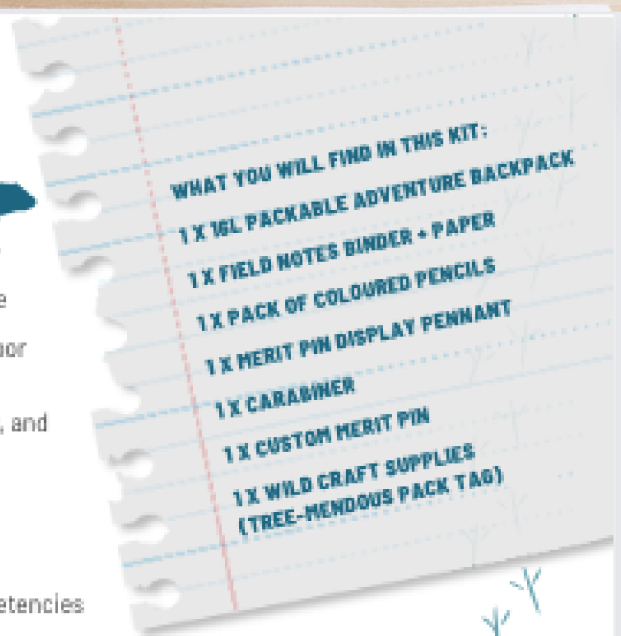 WHAT YOU WILL FIND IN THIS KIT:
1 X 16L PACKABLE ADVENTURE BACKPACK
1 X FIELD NOTES BINDER + PAPER
1 X PACK OF COLOURED PENCILS
1 X MERIT PIN DISPLAY PENNANT
1 X CARABINER
1 X CUSTOM MERIT PIN
1 X WILD CRAFT SUPPLIES
(TREE-MENDOUS PACK TAG)
, and